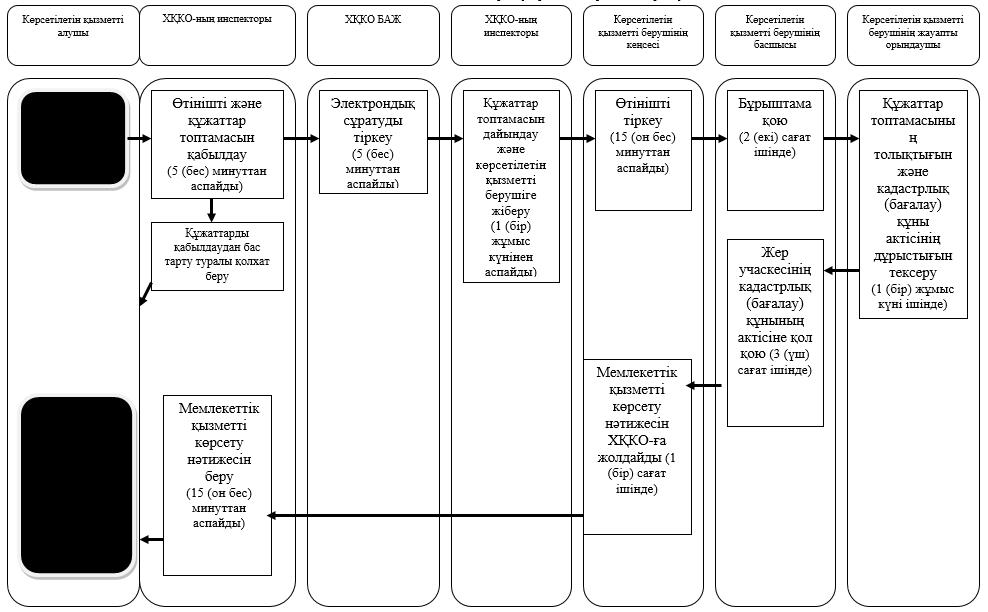 Көрсетілетін қызметті
алушы
ХҚКО-ның инспекторы
ХҚКО БАЖ
ХҚКО-ның
инспекторы
Көрсетілетін
қызметті берушінің
кеңсесі
Көрсетілетін
қызметті берушінің
басшысы
Көрсетілетін қызметті
берушінің жауапты
орындаушы
Өтінішті және
құжаттар
топтамасын
қабылдау
(5 (бес) минуттан
аспайды)
Құжаттарды
қабылдаудан бас
тарту туралы қолхат
беру
Электрондық
сұратуды
тіркеу
(5 (бес)
минуттан
аспайды)
Құжаттар
топтамасын
дайындау
және
көрсетілетін
қызметті
берушіге
жіберу
(1 (бір)
жұмыс
күнінен
аспайды)
Өтінішті
тіркеу
(15 (он бес)
минуттан
аспайды)
Бұрыштама
қою
(2 (екі) сағат
ішінде)
Құжаттар
топтамасыны
ң
толықтығын
және
кадастрлық
(бағалау)
құны
актісінің
дұрыстығын
тексеру
(1 (бір) жұмыс
күні ішінде)
Жер
учаскесінің
кадастрлық
(бағалау)
құнының
актісіне қол
қою (3 (үш)
сағат ішінде)
Мемлекеттік
қызметті
көрсету
нәтижесін
ХҚКО-ға
жолдайды (1
(бір) сағат
ішінде)
Мемлекеттік
қызметті
көрсету
нәтижесін
беру
(15 (он бес)
минуттан
аспайды)